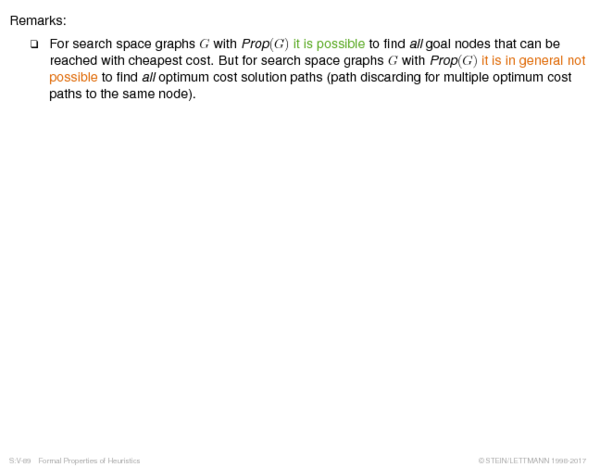 Remarks:
❑ For search space graphs G with Prop(G) it is possible to find all goal nodes that can be
reached with cheapest cost. But for search space graphs G with Prop(G) it is in general not
possible to find all optimum cost solution paths (path discarding for multiple optimum cost
paths to the same node).
S:V-69 Formal Properties of Heuristics
© STEIN/LETTMANN 1998-2017